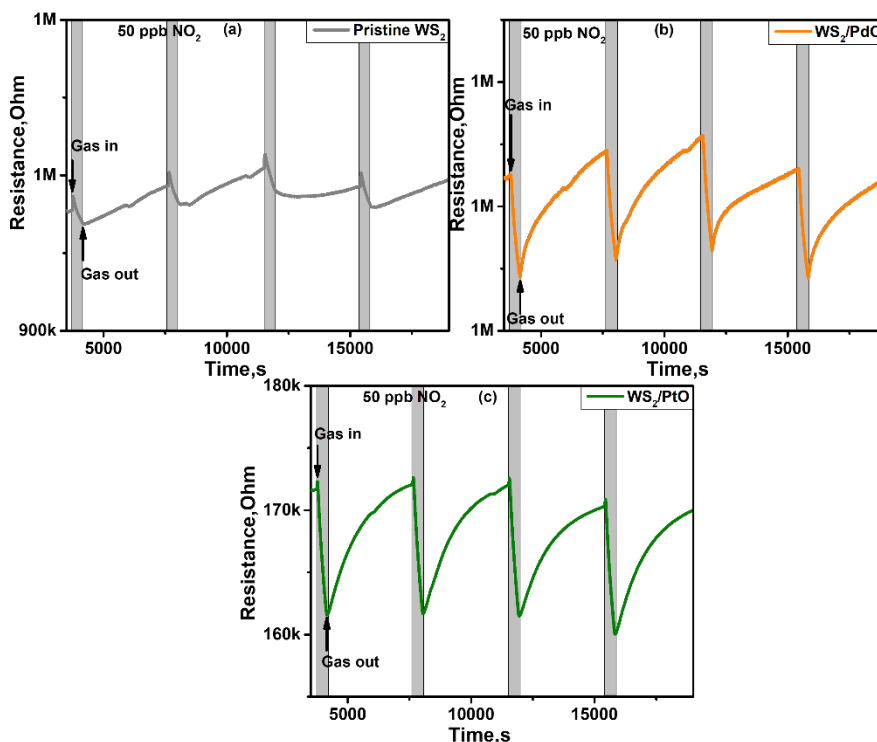 50 ppb NO₂ (a) Pristine WS₂
1M
1M
900k
Resistance,Ohm
Gas in
Gas out
5000 10000 15000
Time,s
50 ppb NO₂ (b) WS₂/PdO
1M
1M
1M
Resistance,Ohm
Gas in
Gas out
5000 10000 15000
Time,s
50 ppb NO₂ (c) WS₂/PtO
180k
170k
160k
Resistance,Ohm
Gas in
Gas out
5000 10000 15000
Time,s